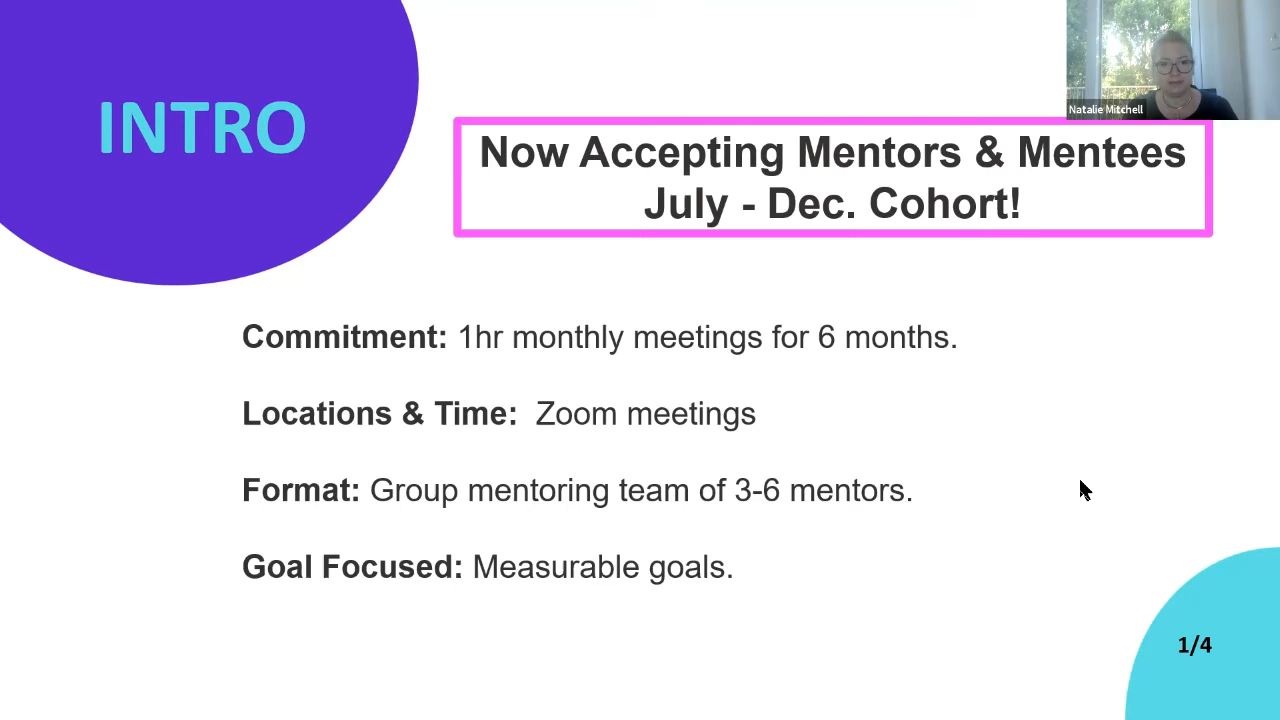 INTRO
Natalie Mitchell
Now Accepting Mentors & Mentees
July - Dec. Cohort!
Commitment: 1hr monthly meetings for 6 months.
Locations & Time: Zoom meetings
Format: Group mentoring team of 3-6 mentors.
Goal Focused: Measurable goals.
1/4